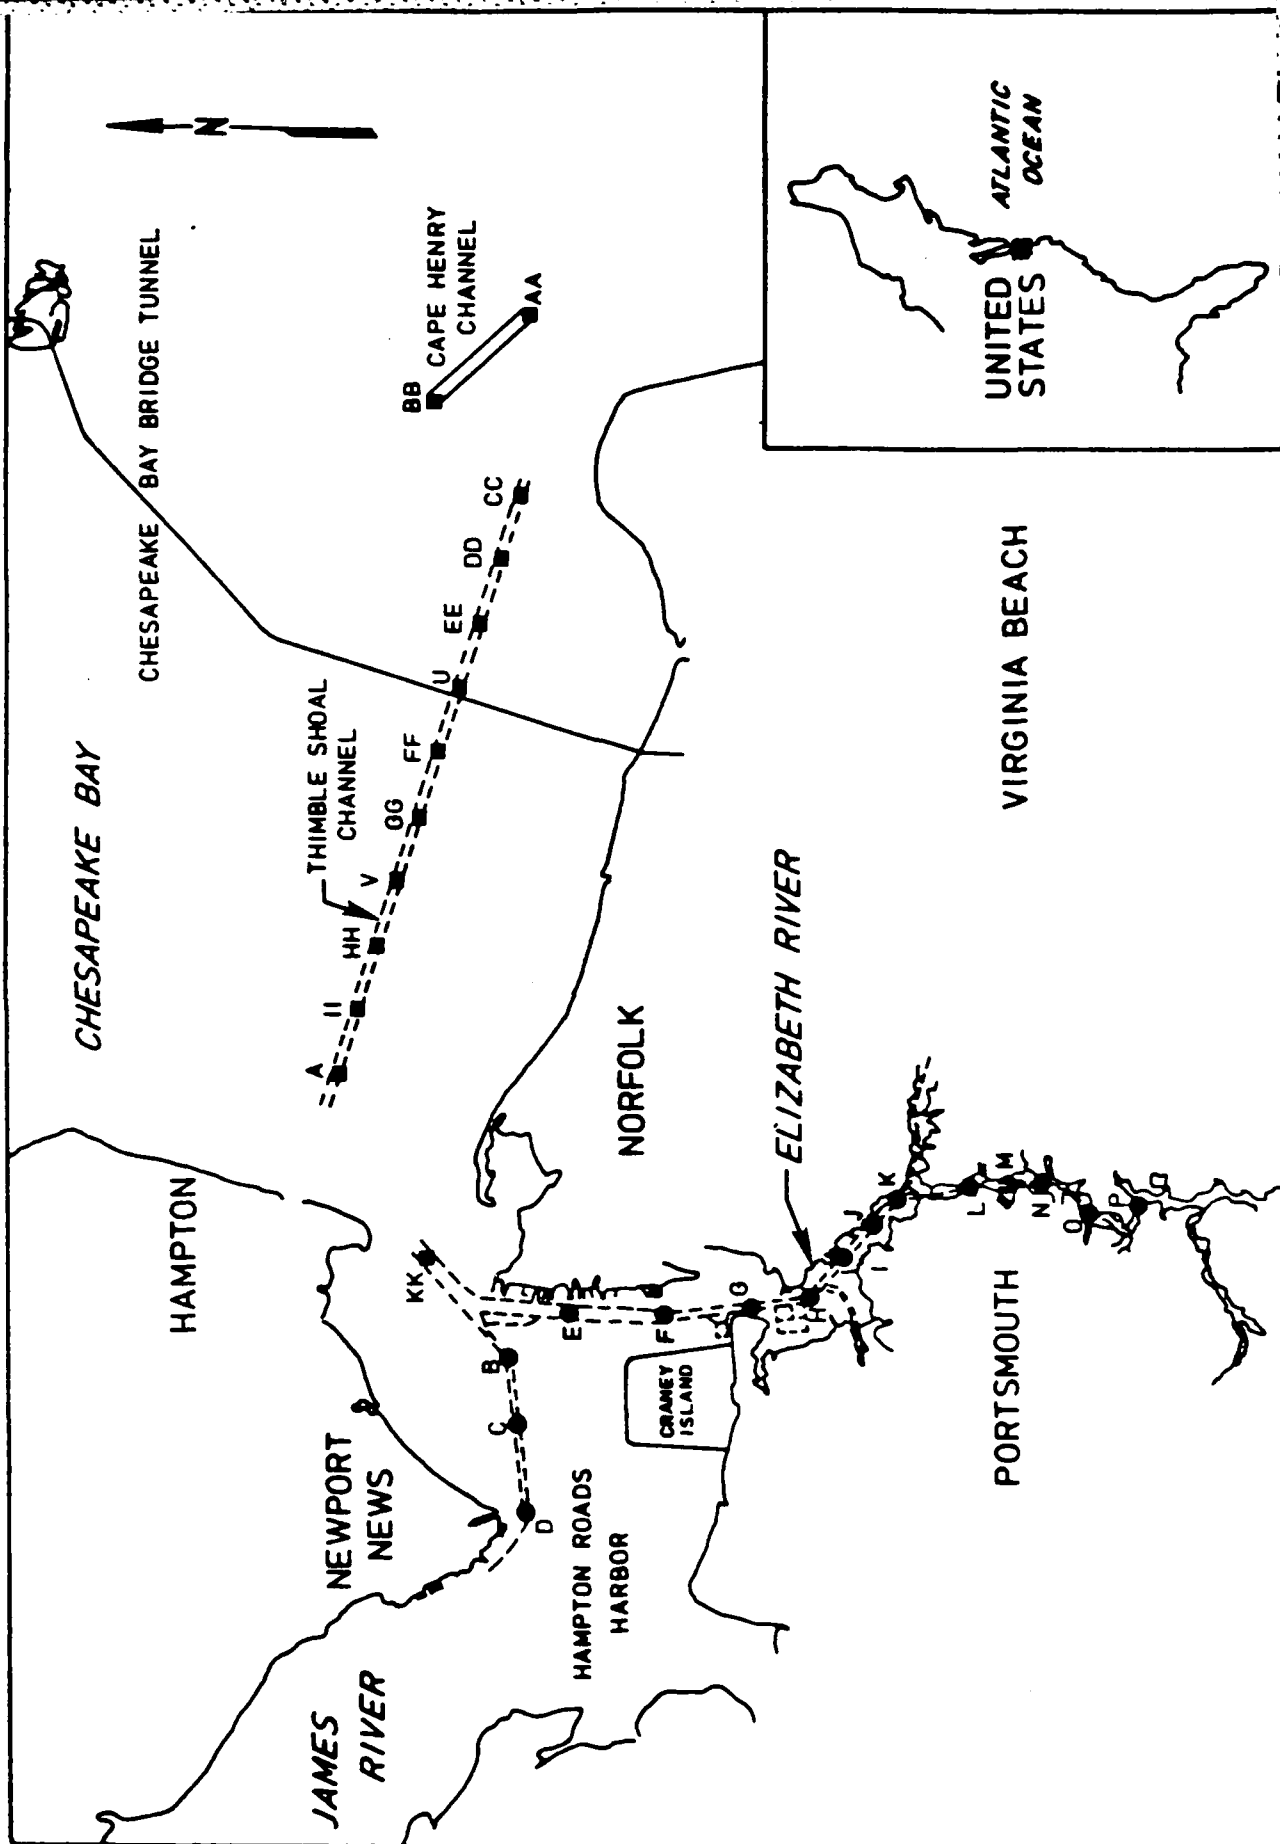 N
CHESAPEAKE BAY
CHESAPEAKE BAY BRIDGE TUNNEL
HAMPTON
THIMBLE SHOAL
CHANNEL
BB
CAPE HENRY
CHANNEL
AA
A
II
HH
V
GG
FF
U
EE
DD
CC
JAMES
RIVER
NEWPORT
NEWS
KK
B
C
D
HAMPTON ROADS
HARBOR
E
F
G
H
CRANEY
ISLAND
NORFOLK
ELIZABETH RIVER
I
J
K
L
M
N
O
P
Q
PORTSMOUTH
VIRGINIA BEACH
UNITED
STATES
ATLANTIC
OCEAN